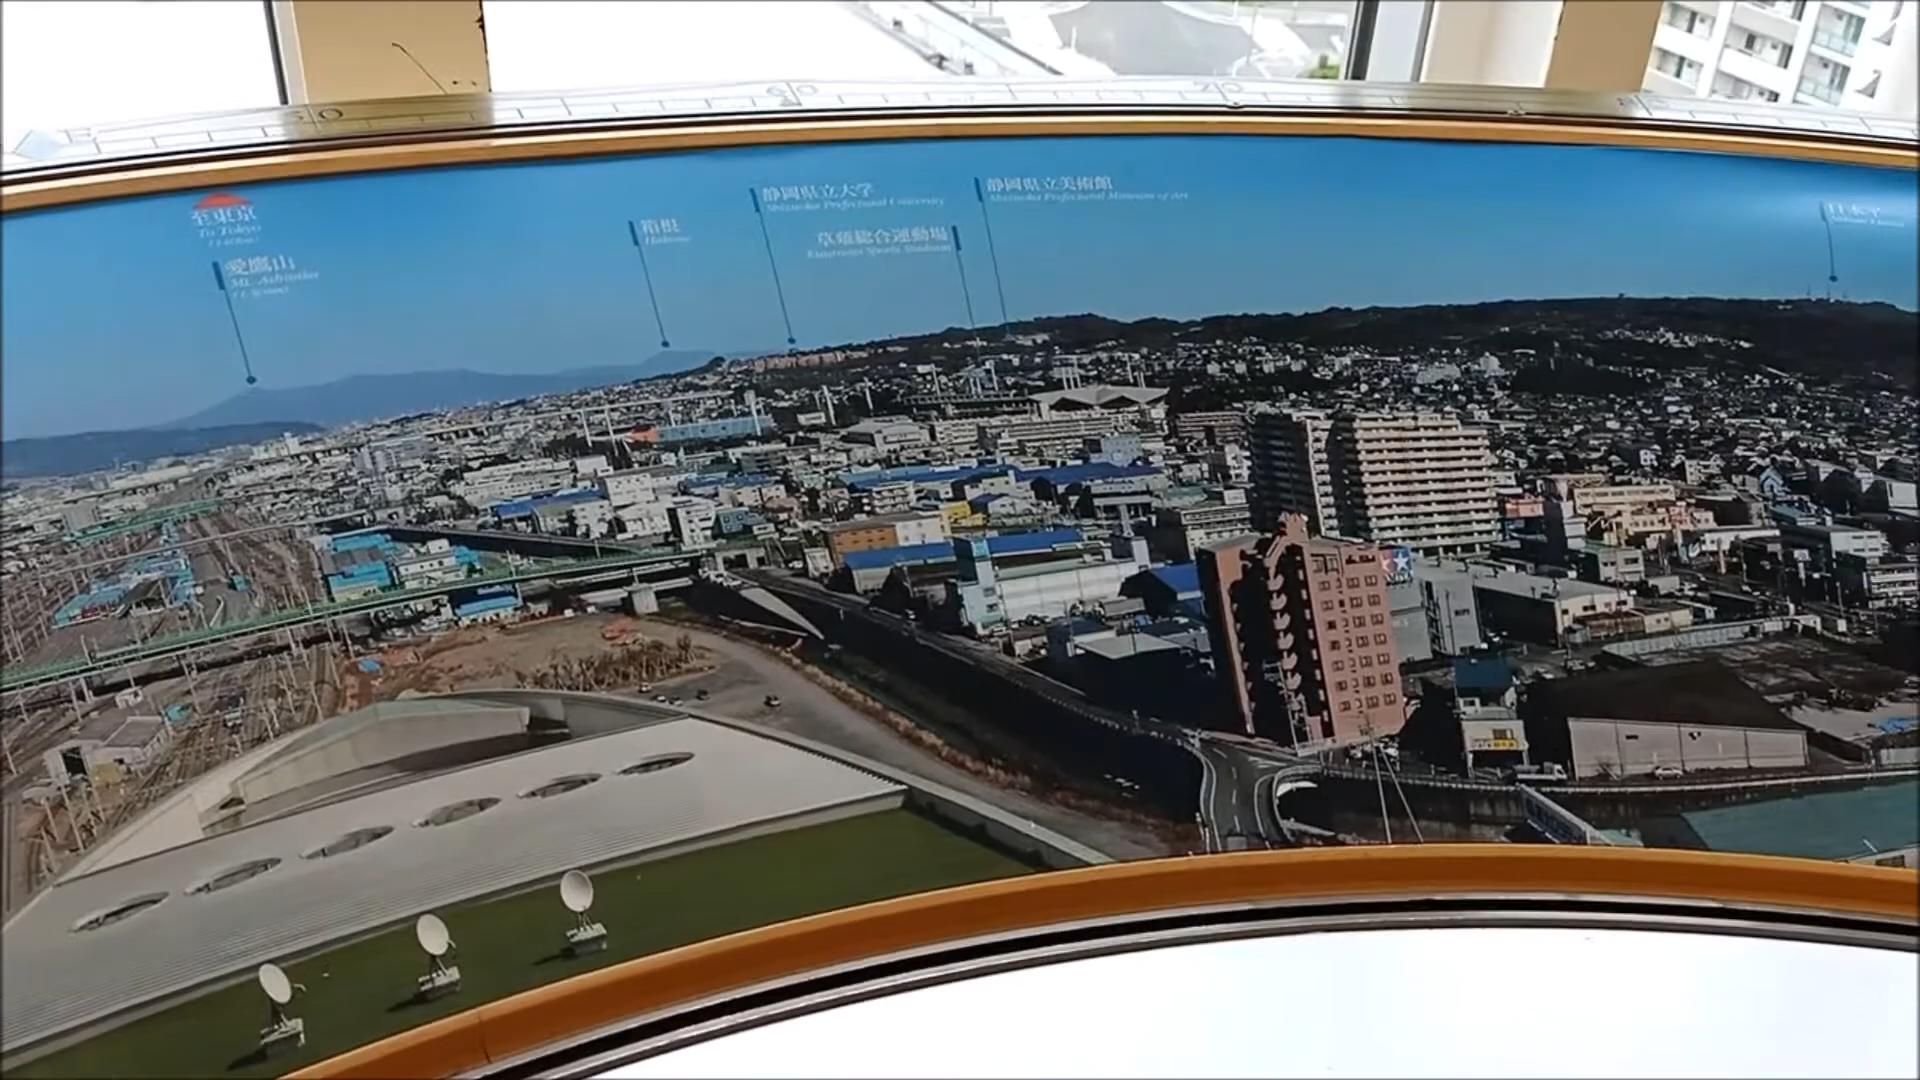 至東京
To Tokyo
愛鷹山
Mt. Ashitaka
箱根
Hakone
静岡県立大学
Shizuoka Prefectural University
草薙総合運動場
Kusanagi Sports Stadium
静岡県立美術館
Shizuoka Prefectural Museum of Art
日本平